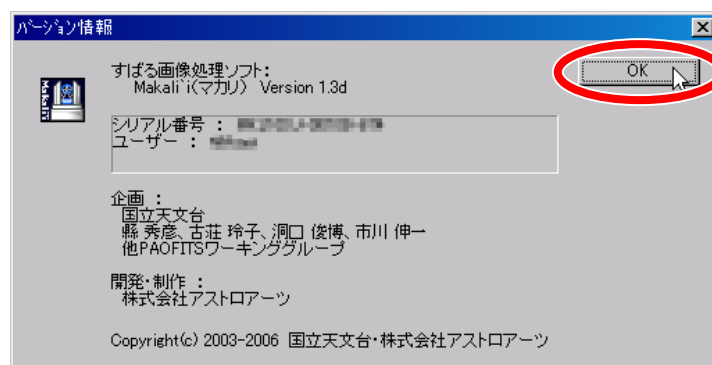 バージョン情報
すばる画像処理ソフト:
Makali`i(マカリ) Version 1.3d
OK
Makali`i
シリアル番号 :
ユーザー :
企画 :
国立天文台
縣 秀彦、古荘 玲子、洞口 俊博、市川 伸一
他PAOFITSワーキンググループ
開発・制作 :
株式会社アストロアーツ
Copyright(c) 2003-2006 国立天文台・株式会社アストロアーツ